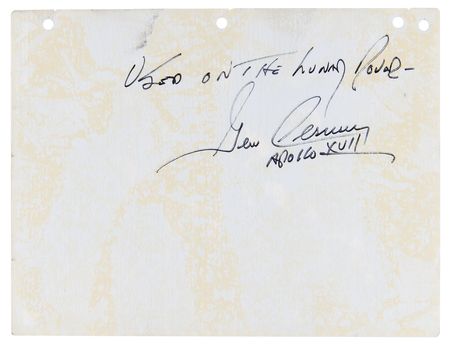 USED ON THE LUNAR ROVER -
Gene Cernan
APOLLO XVII